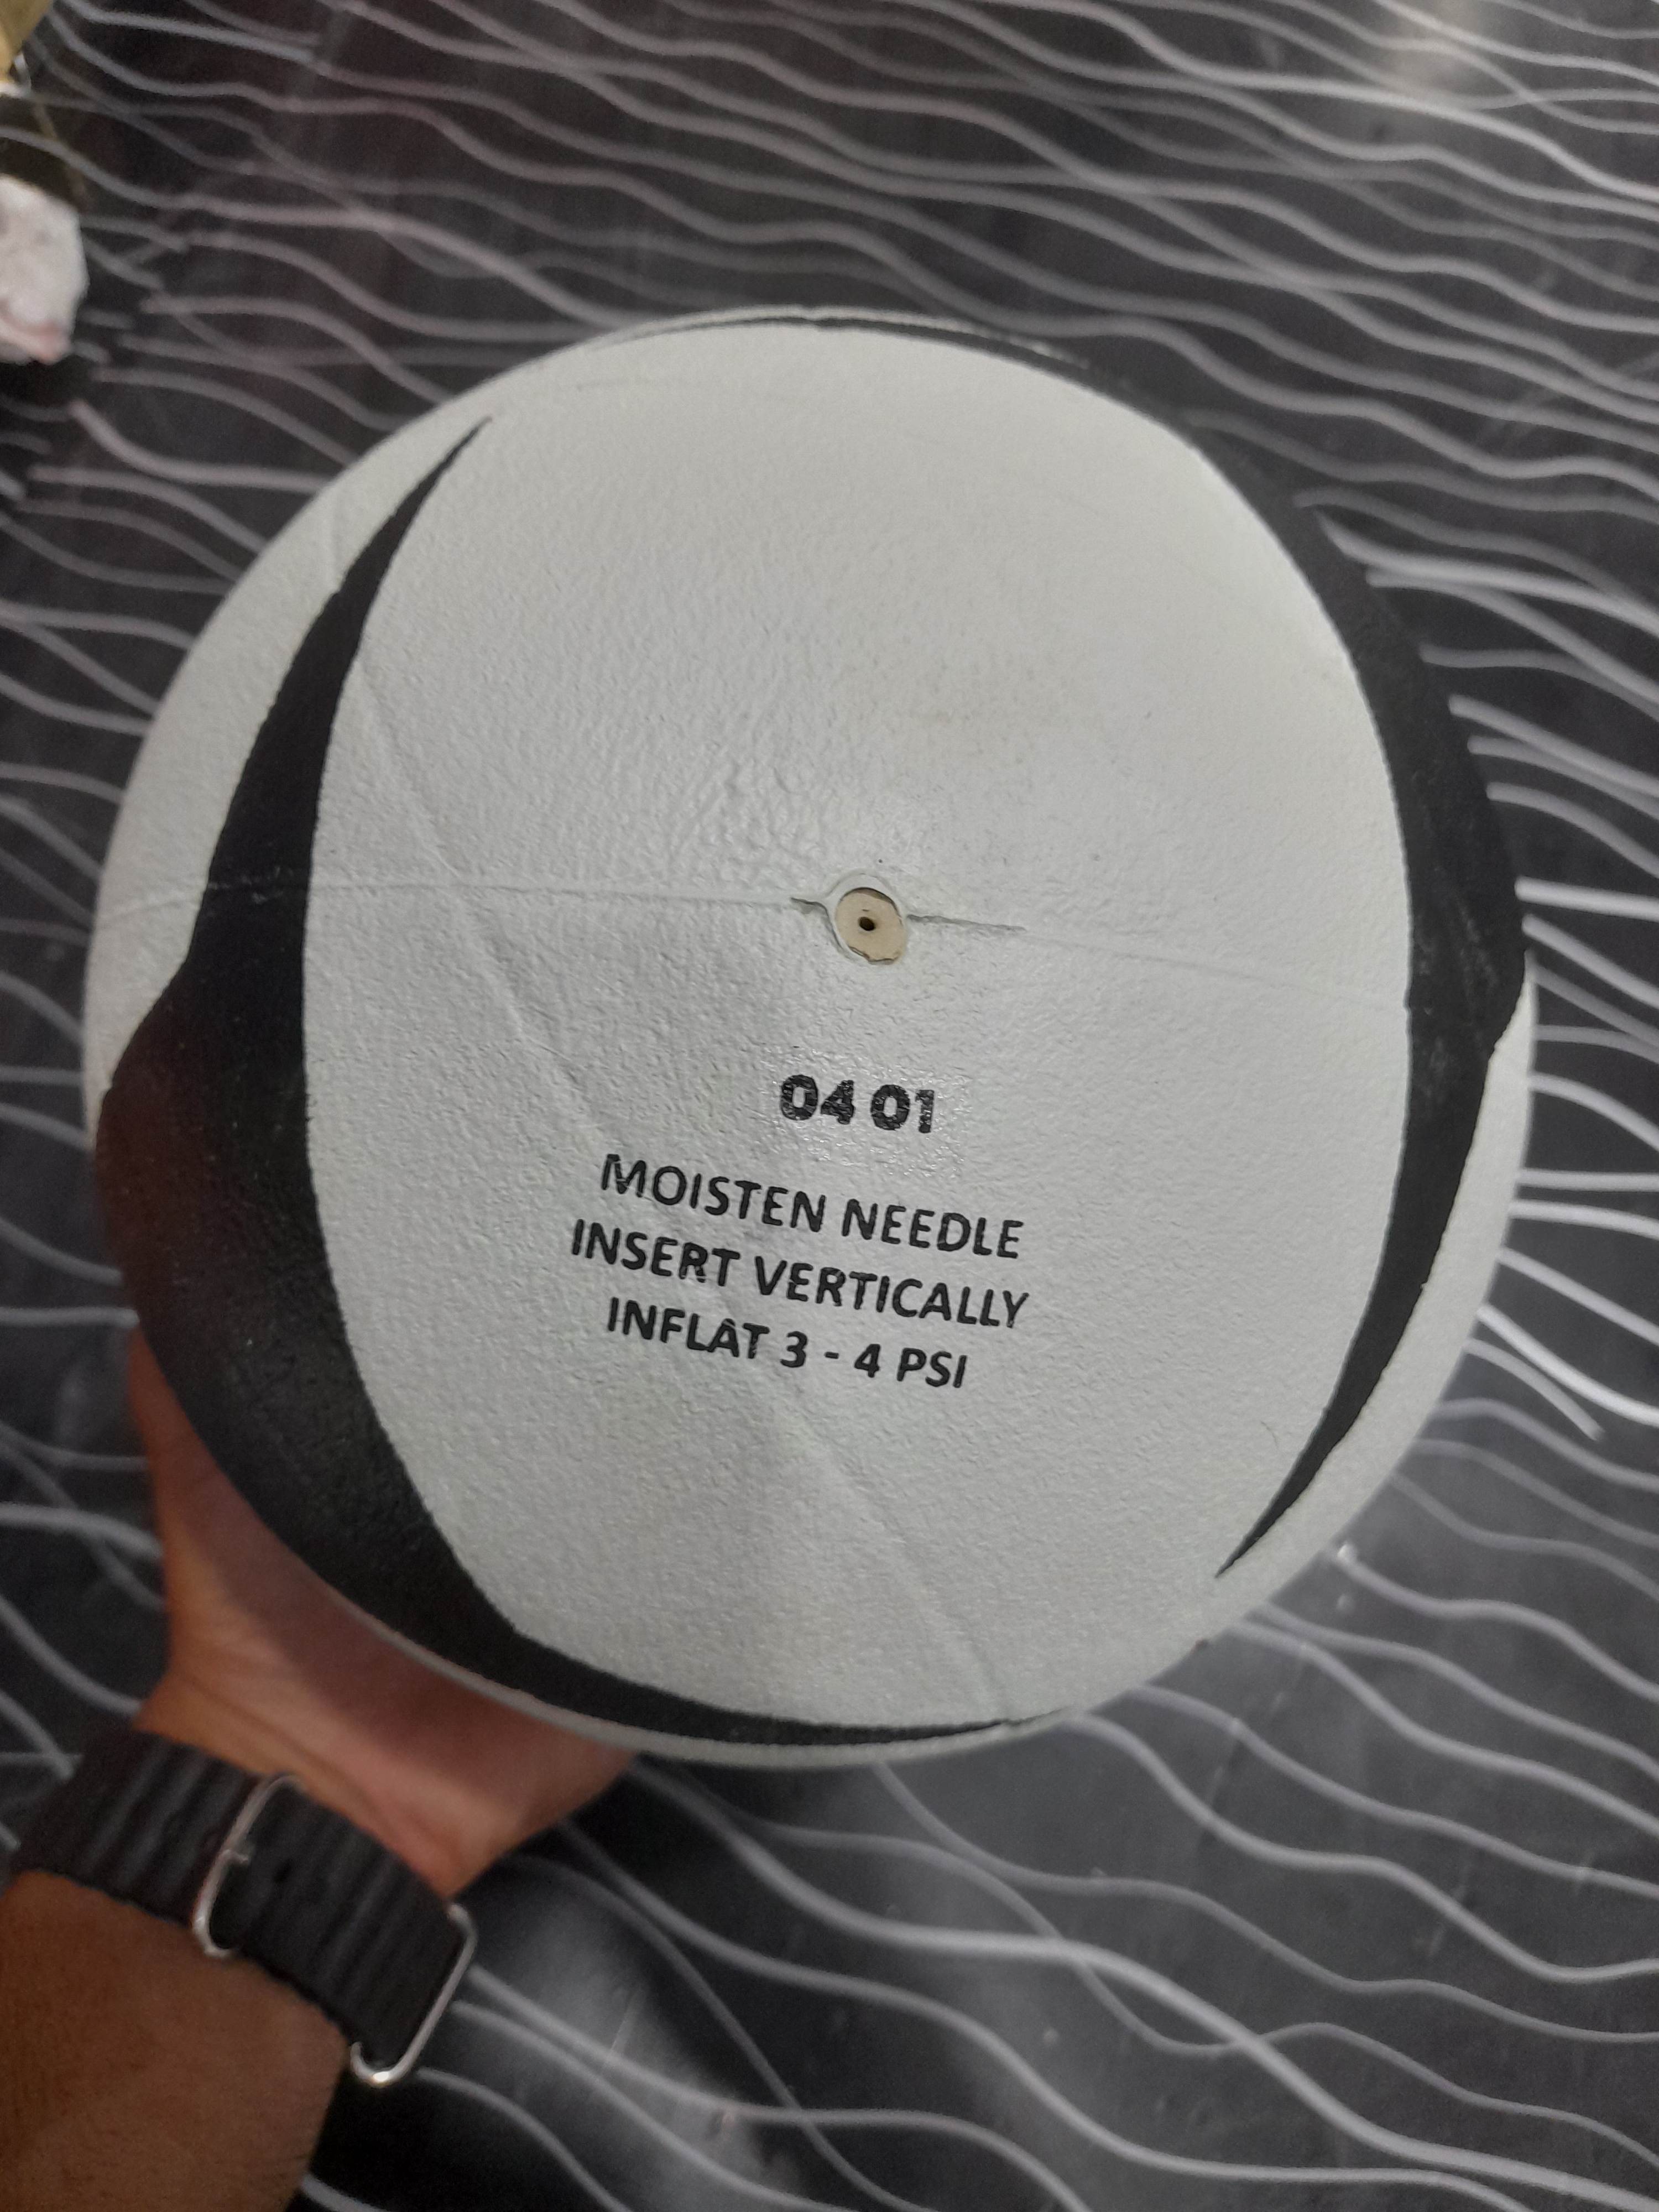 04 01
MOISTEN NEEDLE
INSERT VERTICALLY
INFLAT 3 - 4 PSI